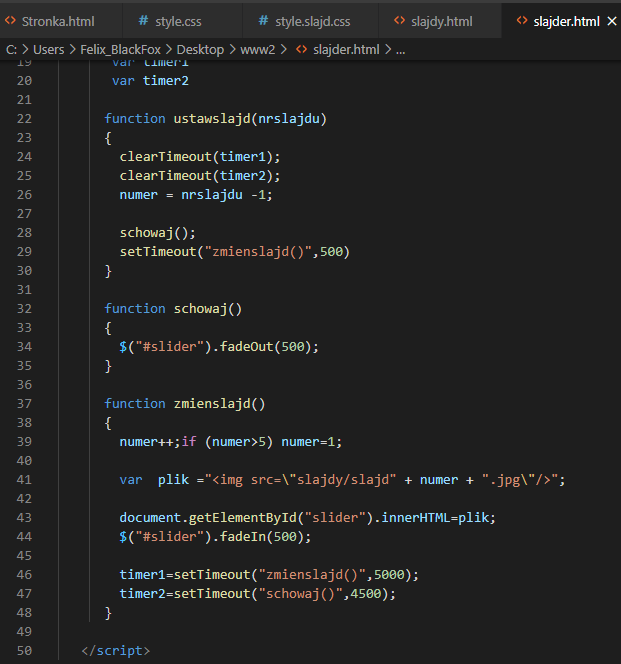 <> Stronka.html # style.css # style.slajd.css <> slajdy.html <> slajder.html ×
C: > Users > Felix_BlackFox > Desktop > www2 > <> slajder.html > ...
19 var timer1
20 var timer2
21
22 function ustawslajd(nrslajdu)
23 {
24 clearTimeout(timer1);
25 clearTimeout(timer2);
26 numer = nrslajdu -1;
27
28 schowaj();
29 setTimeout("zmienslajd()",500)
30 }
31
32 function schowaj()
33 {
34 $("#slider").fadeOut(500);
35 }
36
37 function zmienslajd()
38 {
39 numer++;if (numer>5) numer=1;
40
41 var  plik ="<img src=\"slajdy/slajd" + numer + ".jpg\"/>";
42
43 document.getElementById("slider").innerHTML=plik;
44 $("#slider").fadeIn(500);
45
46 timer1=setTimeout("zmienslajd()",5000);
47 timer2=setTimeout("schowaj()",4500);
48 }
49
50 </script>